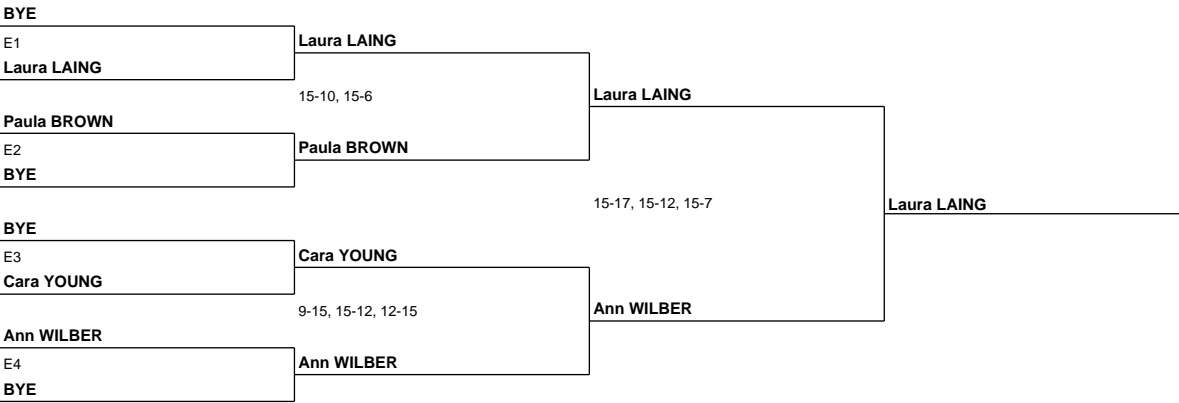 BYE
E1
Laura LAING
Laura LAING
15-10, 15-6
Laura LAING
Paula BROWN
E2
Paula BROWN
BYE
15-17, 15-12, 15-7
Laura LAING
BYE
E3
Cara YOUNG
Cara YOUNG
9-15, 15-12, 12-15
Ann WILBER
Ann WILBER
E4
Ann WILBER
BYE